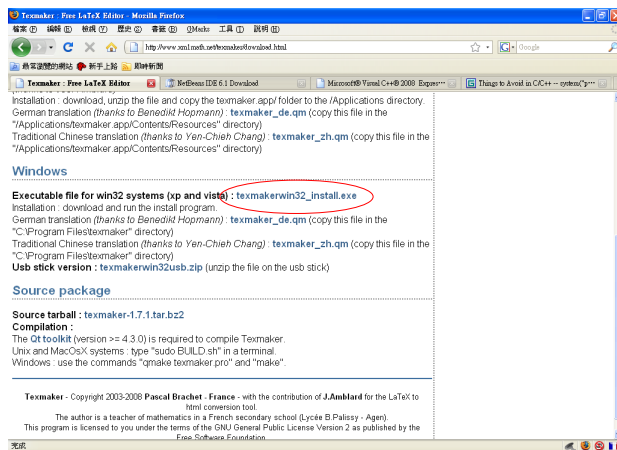 Texmaker : Free LaTeX Editor - Mozilla Firefox
檔案 (F) 編輯 (E) 檢視 (V) 歷史 (S) 書籤 (B) QMarks 工具 (T) 說明 (H)
http://www.xm1math.net/texmaker/download.html
Google
最常瀏覽的網站 新手上路 即時新聞
Texmaker : Free LaTeX Editor NetBeans IDE 6.1 Download Microsoft® Visual C++® 2008 Expres... Things to Avoid in C/C++ -- system("p...
Installation : download, unzip the file and copy the texmaker.app/ folder to the /Applications directory.
German translation (thanks to Benedikt Hopmann) : texmaker_de.qm (copy this file in the
"/Applications/texmaker.app/Contents/Resources" directory)
Traditional Chinese translation (thanks to Yen-Chieh Chang) : texmaker_zh.qm (copy this file in the
"/Applications/texmaker.app/Contents/Resources" directory)
Windows
Executable file for win32 systems (xp and vista) : texmakerwin32_install.exe
Installation : download and run the install program.
German translation (thanks to Benedikt Hopmann) : texmaker_de.qm (copy this file in the
"C:\Program Files\texmaker" directory)
Traditional Chinese translation (thanks to Yen-Chieh Chang) : texmaker_zh.qm (copy this file in the
"C:\Program Files\texmaker" directory)
Usb stick version : texmakerwin32usb.zip (unzip the file on the usb stick)
Source package
Source tarball : texmaker-1.7.1.tar.bz2
Compilation :
The Qt toolkit (version >= 4.3.0) is required to compile Texmaker.
Unix and MacOsX systems : type "sudo BUILD.sh" in a terminal.
Windows : use the commands "qmake texmaker.pro" and "make".
Texmaker - Copyright 2003-2008 Pascal Brachet - France - with the contribution of J.Amblard for the LaTeX to
html conversion tool.
The author is a teacher of mathematics in a French secondary school (Lycée B.Palissy - Agen).
This program is licensed to you under the terms of the GNU General Public License Version 2 as published by the
Free Software Foundation
完成